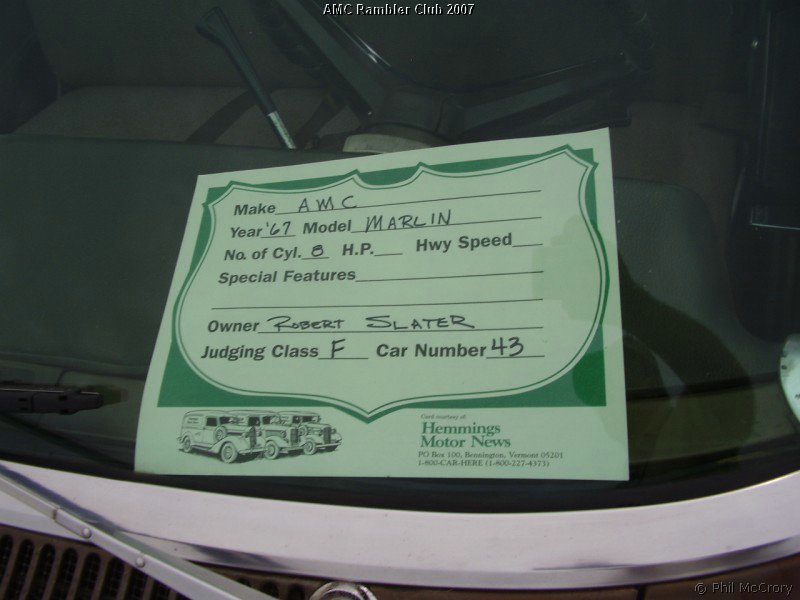 AMC Rambler Club 2007
Make AMC
Year '67 Model MARLIN
No. of Cyl. 8 H.P. Hwy Speed
Special Features
Owner ROBERT SLATER
Judging Class F Car Number 43
Card courtesy of:
Hemmings
Motor News
PO Box 100, Bennington, Vermont 05201
1-800-CAR-HERE (1-800-227-4373)
© Phil McCrory